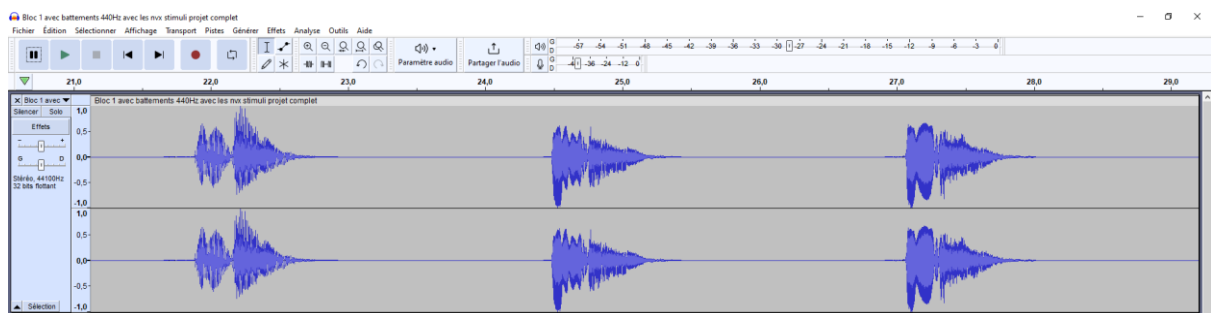 Bloc 1 avec battements 440Hz avec les nvx stimuli projet complet
Fichier Édition Sélectionner Affichage Transport Pistes Générer Effets Analyse Outils Aide
G D -57 -54 -51 -48 -45 -42 -39 -36 -33 -30 -27 -24 -21 -18 -15 -12 -9 -6 -3 0
Paramètre audio Partager l'audio
G D -36 -24 -12 0
21,0 22,0 23,0 24,0 25,0 26,0 27,0 28,0 29,0
Bloc 1 avec Bloc 1 avec battements 440Hz avec les nvx stimuli projet complet
Silencer Solo 1,0
Effets
- + 0,5
G D 0,0
Stéréo, 44100Hz
32 bits flottant
-0,5
-1,0
1,0
0,5
0,0
-0,5
Sélection -1,0